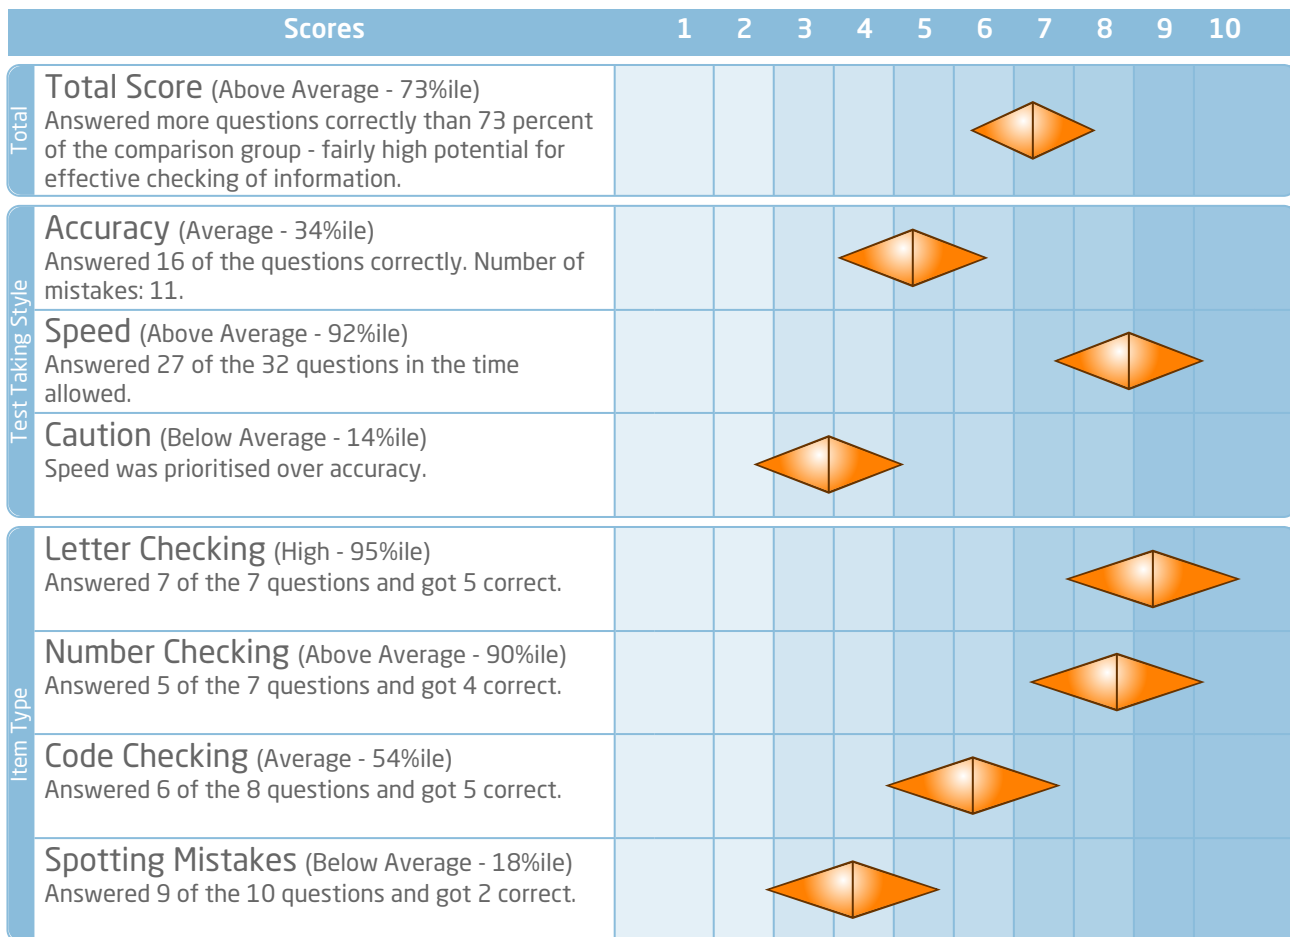 Scores 1 2 3 4 5 6 7 8 9 10
Total
Total Score (Above Average - 73%ile)
Answered more questions correctly than 73 percent
of the comparison group - fairly high potential for
effective checking of information.
Test Taking Style
Accuracy (Average - 34%ile)
Answered 16 of the questions correctly. Number of
mistakes: 11.
Speed (Above Average - 92%ile)
Answered 27 of the 32 questions in the time
allowed.
Caution (Below Average - 14%ile)
Speed was prioritised over accuracy.
Item Type
Letter Checking (High - 95%ile)
Answered 7 of the 7 questions and got 5 correct.
Number Checking (Above Average - 90%ile)
Answered 5 of the 7 questions and got 4 correct.
Code Checking (Average - 54%ile)
Answered 6 of the 8 questions and got 5 correct.
Spotting Mistakes (Below Average - 18%ile)
Answered 9 of the 10 questions and got 2 correct.